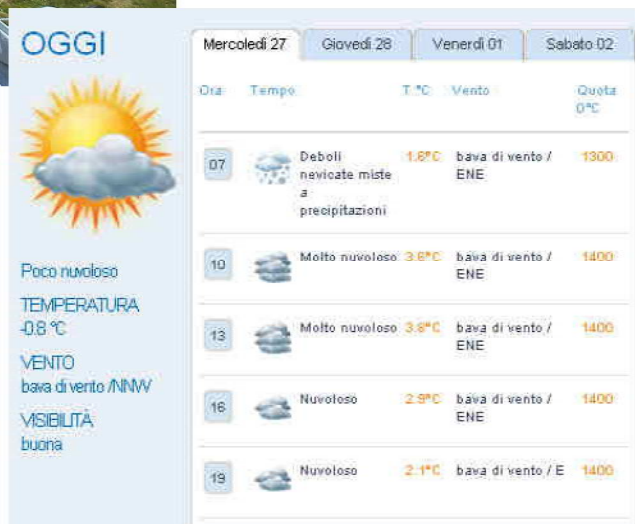 OGGI
Poco nuvoloso
TEMPERATURA
-0.8 °C
VENTO
bava di vento /NNW
VISIBILITÀ
buona
Mercoledì 27 Giovedì 28 Venerdì 01 Sabato 02
Ora Tempo T °C Vento Quota
0°C
07 Deboli 1.6°C bava di vento / 1300
nevicate miste ENE
a
precipitazioni
10 Molto nuvoloso 3.6°C bava di vento / 1400
ENE
13 Molto nuvoloso 3.8°C bava di vento / 1400
ENE
16 Nuvoloso 2.9°C bava di vento / 1400
ENE
19 Nuvoloso 2.1°C bava di vento / E 1400